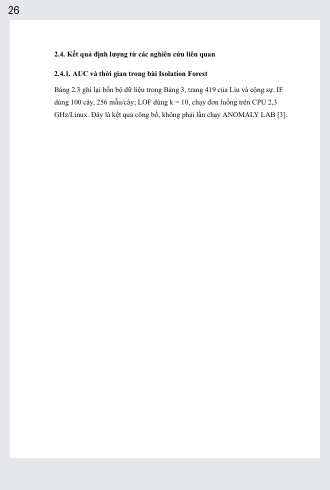 26
2.4. Kết quả định lượng từ các nghiên cứu liên quan
2.4.1. AUC và thời gian trong bài Isolation Forest
Bảng 2.3 ghi lại bốn bộ dữ liệu trong Bảng 3, trang 419 của Liu và cộng sự. IF
dùng 100 cây, 256 mẫu/cây; LOF dùng k = 10, chạy đơn luồng trên CPU 2,3
GHz/Linux. Đây là kết quả công bố, không phải lần chạy ANOMALY LAB [3].